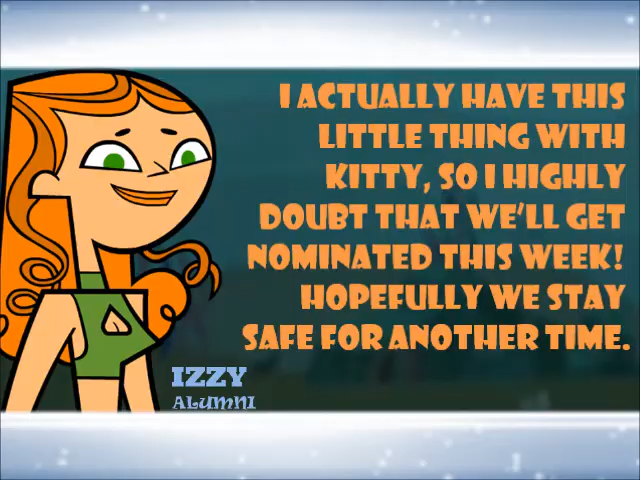 I ACTUALLY HAVE THIS
LITTLE THING WITH
KITTY, SO I HIGHLY
DOUBT THAT WE'LL GET
NOMINATED THIS WEEK!
HOPEFULLY WE STAY
SAFE FOR ANOTHER TIME.
IZZY
ALUMNI